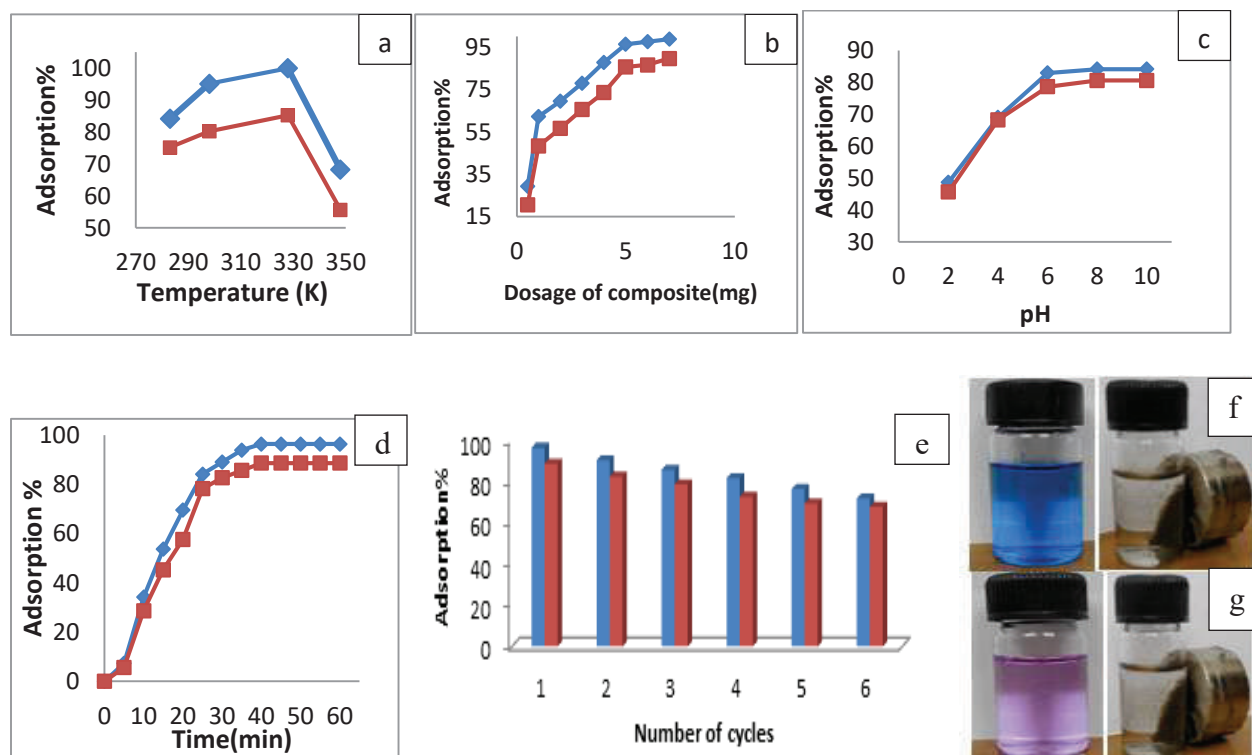 a
Adsorption%
100
90
80
70
60
50
270 290 310 330 350
Temperature (K)
b
Adsorption%
95
75
55
35
15
0 5 10
Dosage of composite(mg)
c
Adsorption%
90
80
70
60
50
40
30
0 2 4 6 8 10
pH
d
Adsorption %
100
80
60
40
20
0
0 10 20 30 40 50 60
Time(min)
e
Adsorption%
100
80
60
40
20
0
1 2 3 4 5 6
Number of cycles
f
g